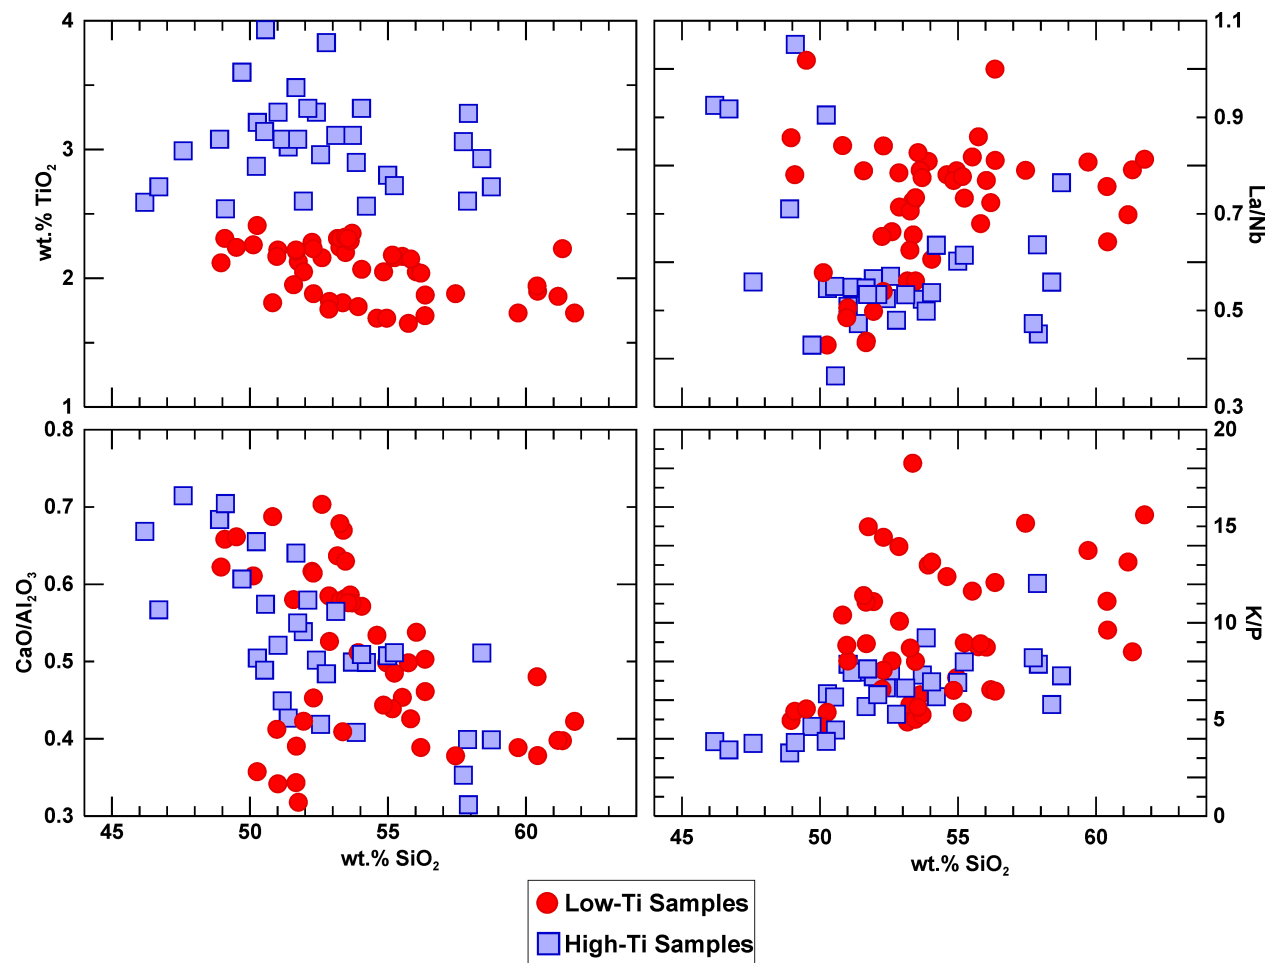 4
3
2
1
wt.% TiO₂
1.1
0.9
0.7
0.5
0.3
La/Nb
0.8
0.7
0.6
0.5
0.4
0.3
CaO/Al₂O₃
45 50 55 60
wt.% SiO₂
20
15
10
5
0
K/P
45 50 55 60
wt.% SiO₂
Low-Ti Samples
High-Ti Samples